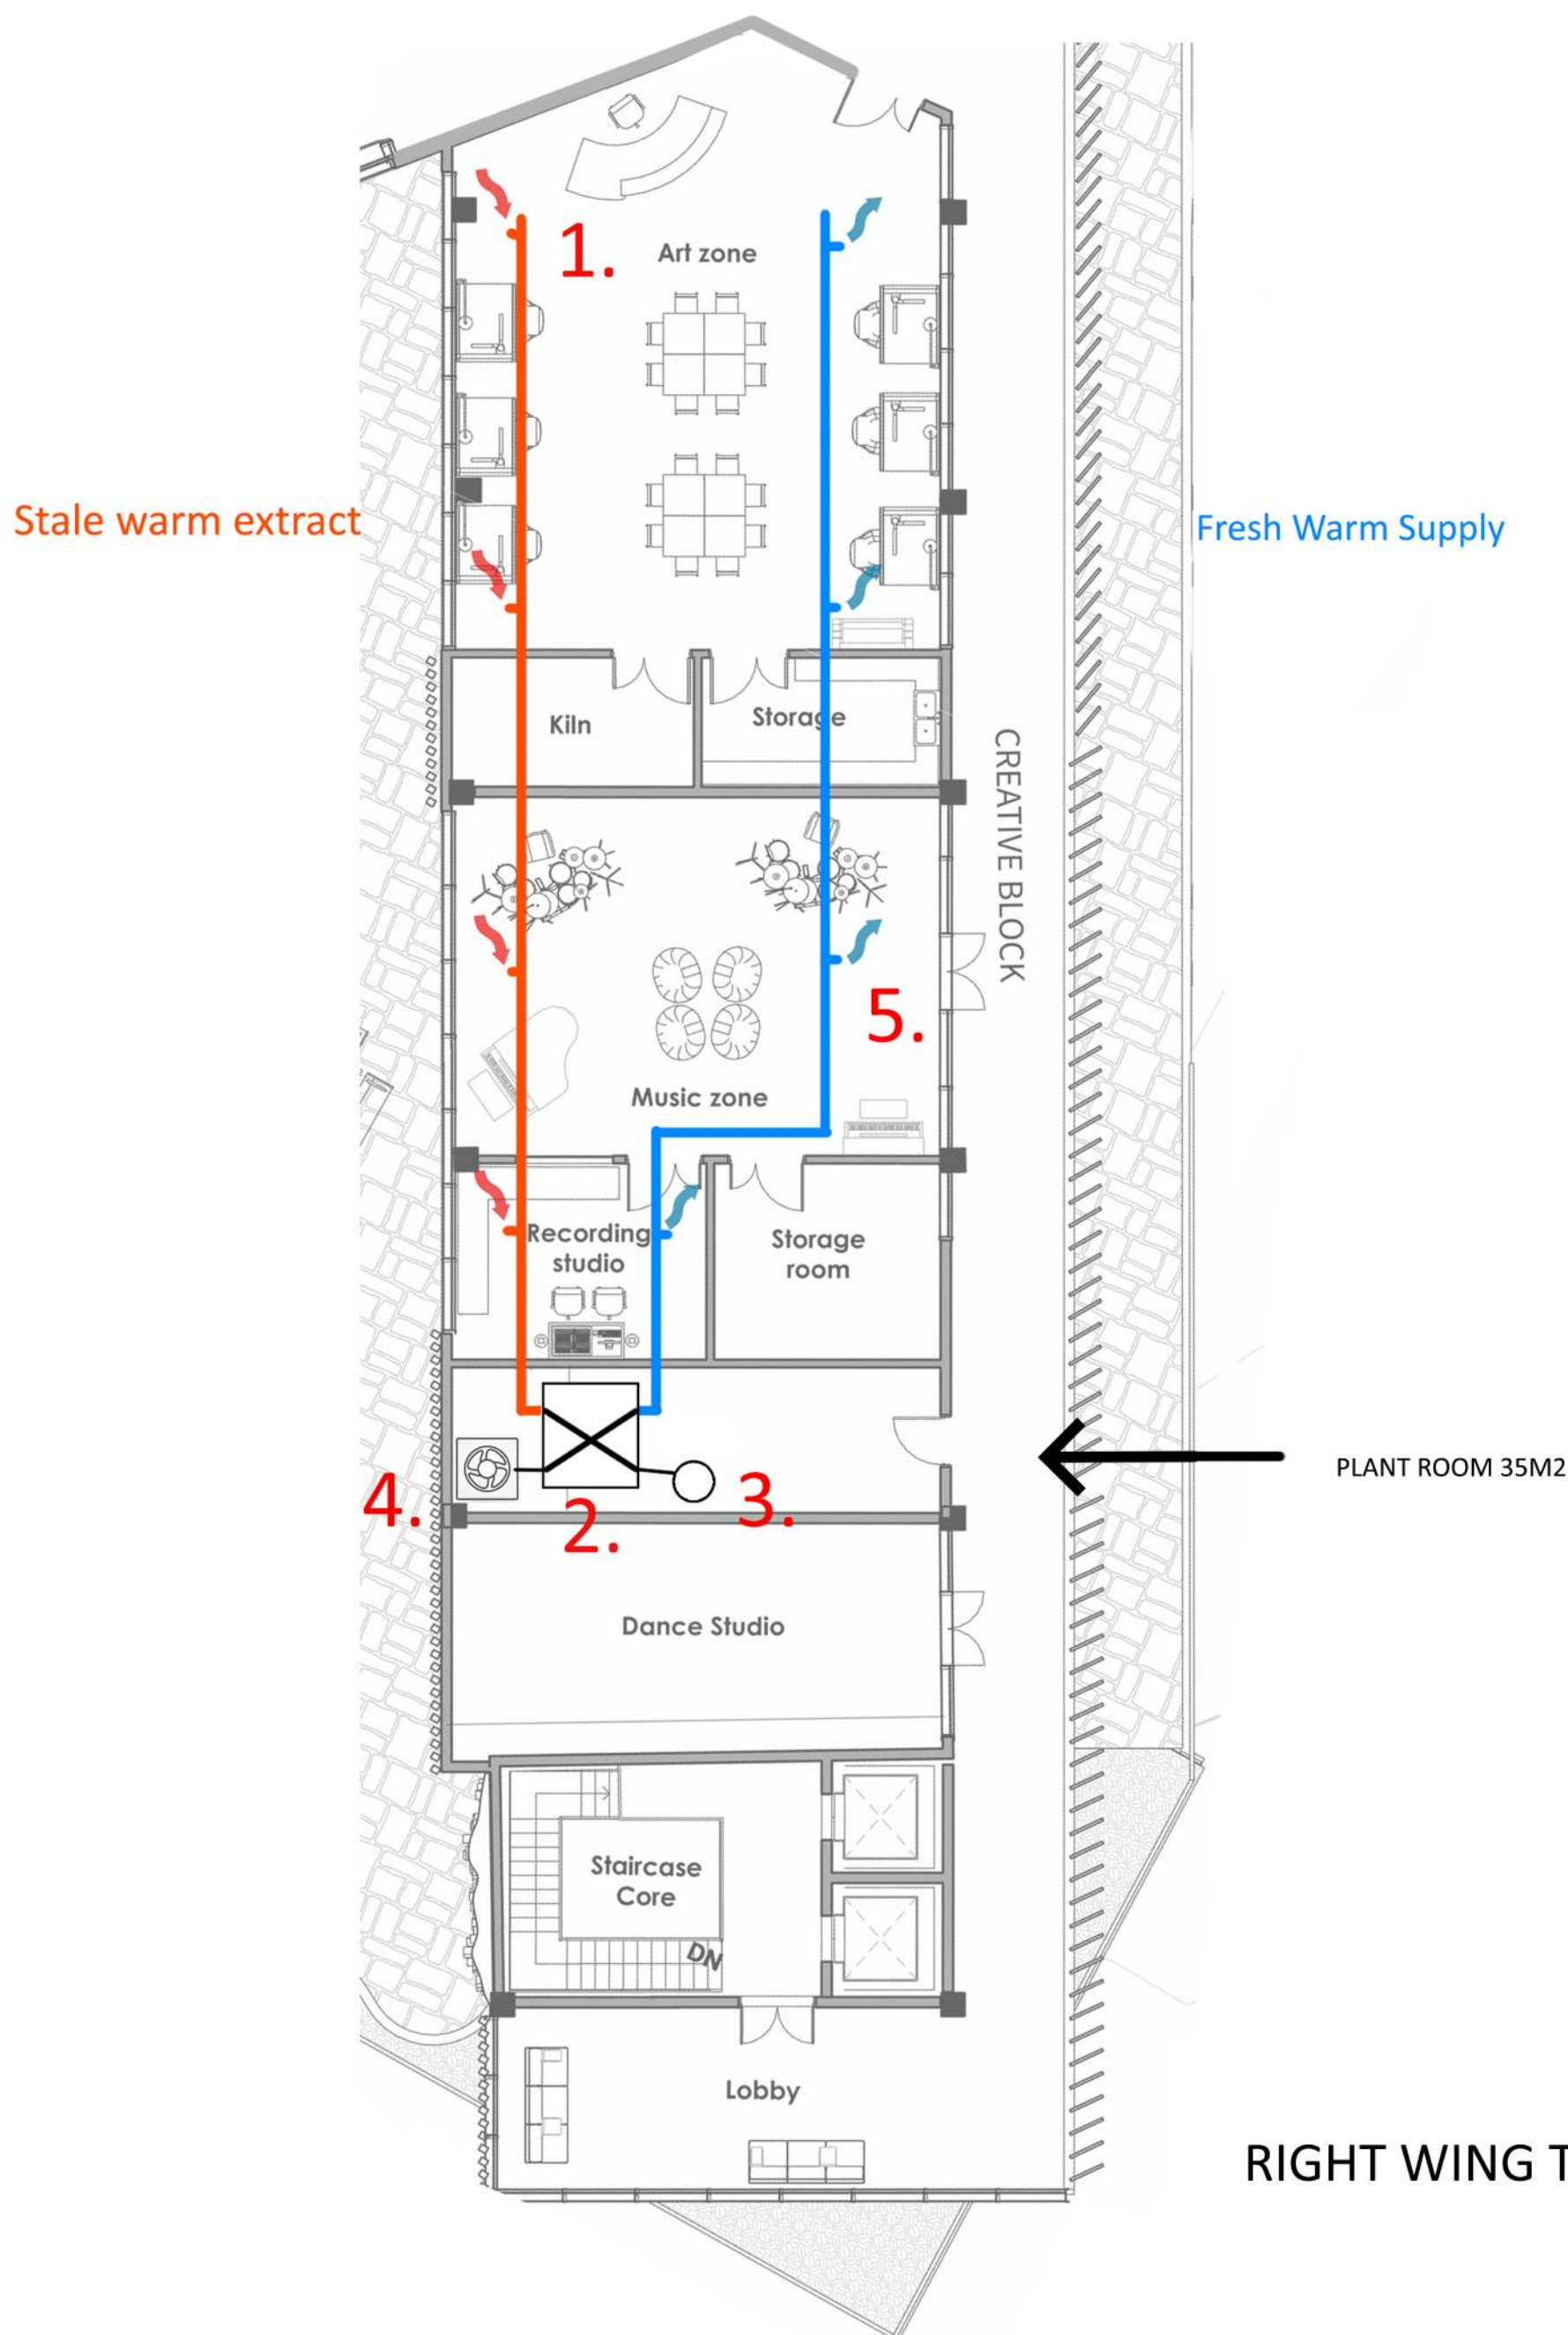 1.
Art zone
Stale warm extract
Fresh Warm Supply
Kiln
Storage
CREATIVE BLOCK
5.
Music zone
Recording
studio
Storage
room
4.
2.
3.
PLANT ROOM 35M2
Dance Studio
Staircase
Core
DN
Lobby
RIGHT WING T